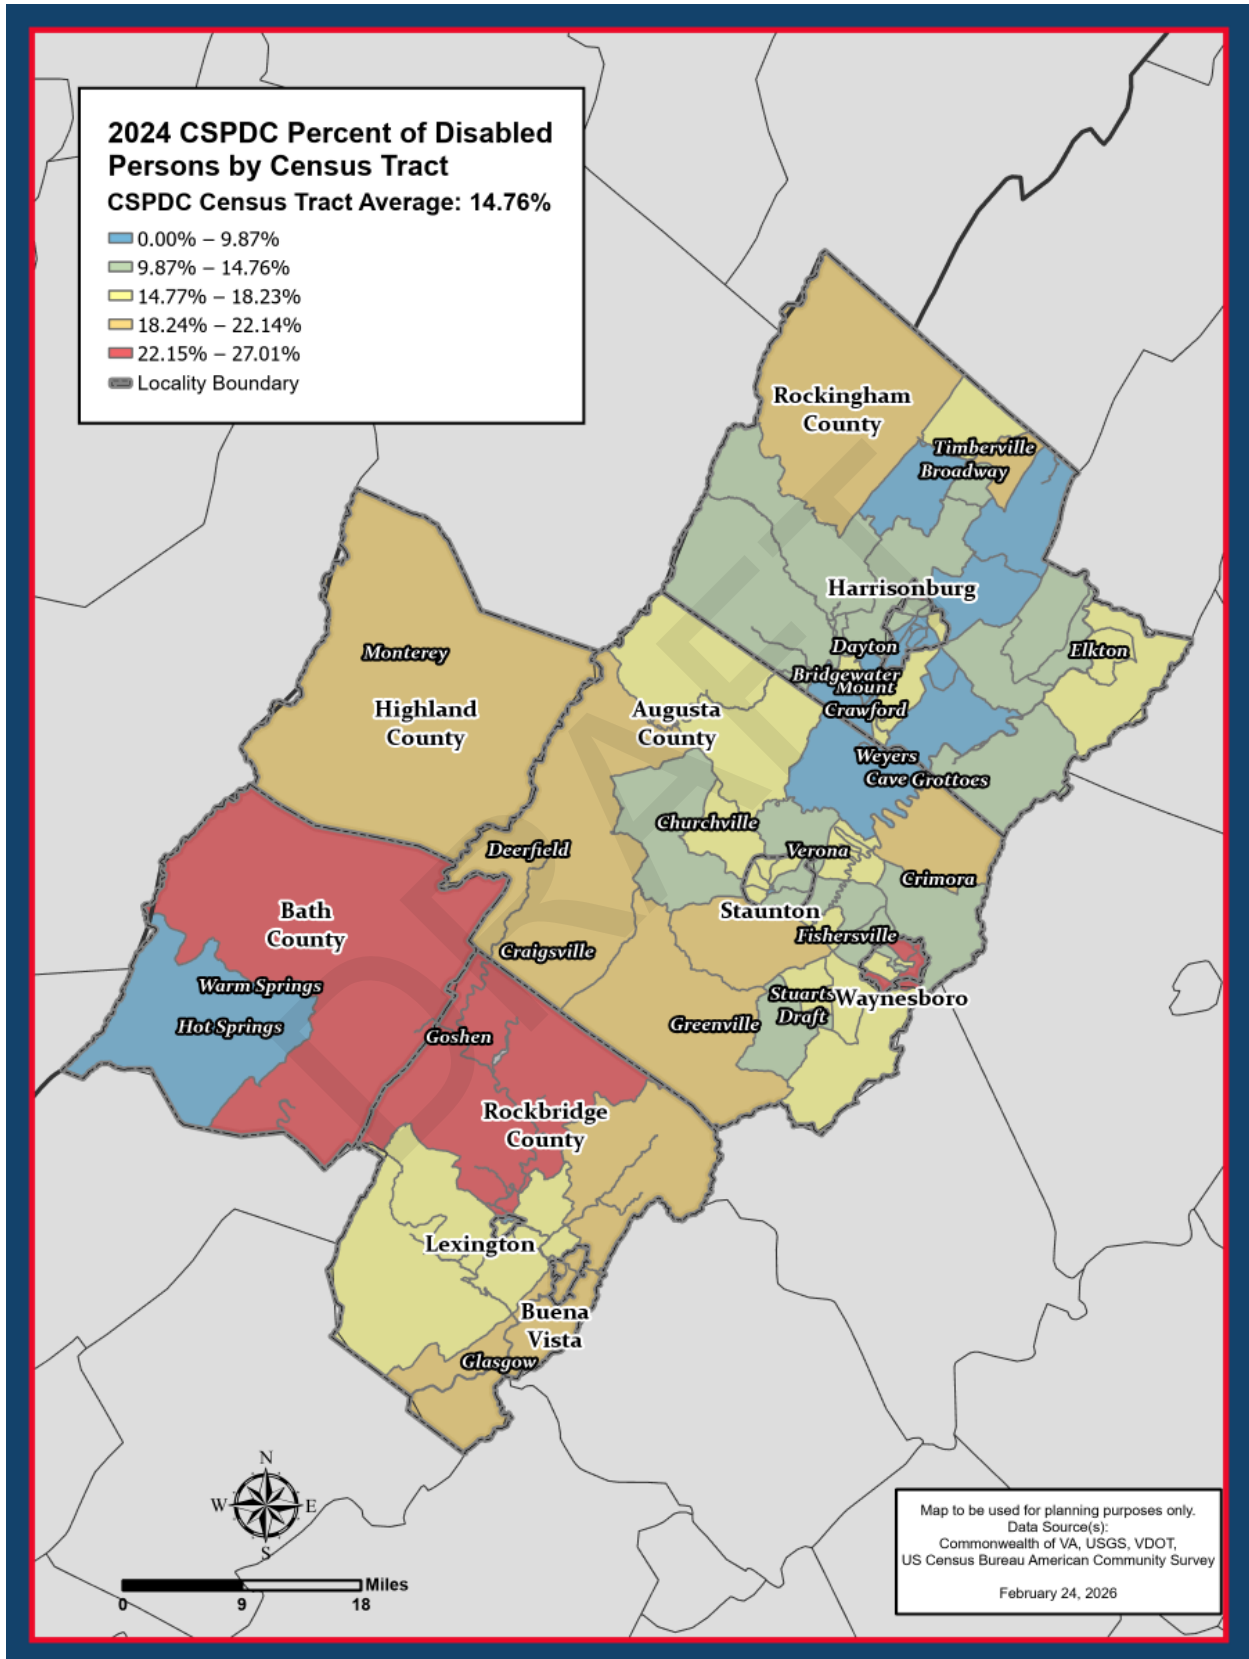 2024 CSPDC Percent of Disabled
Persons by Census Tract
CSPDC Census Tract Average: 14.76%
0.00% – 9.87%
9.87% – 14.76%
14.77% – 18.23%
18.24% – 22.14%
22.15% – 27.01%
Locality Boundary
Rockingham
County
Timberville
Broadway
Harrisonburg
Dayton
Elkton
Bridgewater
Mount
Crawford
Monterey
Highland
County
Augusta
County
Weyers
Cave
Grottoes
Churchville
Deerfield
Verona
Crimora
Bath
County
Staunton
Fishersville
Craigsville
Warm Springs
Hot Springs
Stuarts
Draft
Waynesboro
Greenville
Goshen
Rockbridge
County
Lexington
Buena
Vista
Glasgow
DRAFT
N
W
E
S
Miles
0
9
18
Map to be used for planning purposes only.
Data Source(s):
Commonwealth of VA, USGS, VDOT,
US Census Bureau American Community Survey
February 24, 2026